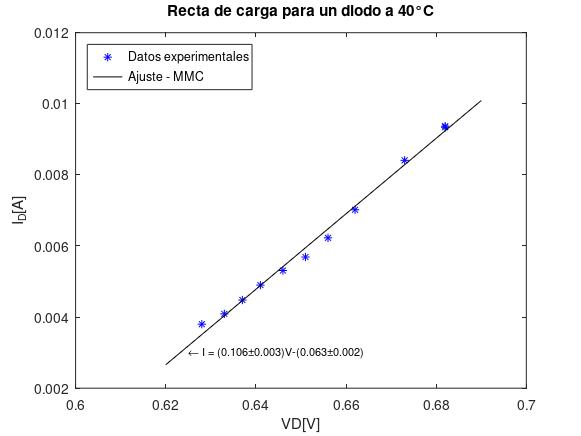 Recta de carga para un diodo a 40°C
0.012
Datos experimentales
Ajuste - MMC
0.01
0.008
I_D[A]
0.006
0.004
← I = (0.106±0.003)V-(0.063±0.002)
0.002
0.6 0.62 0.64 0.66 0.68 0.7
VD[V]